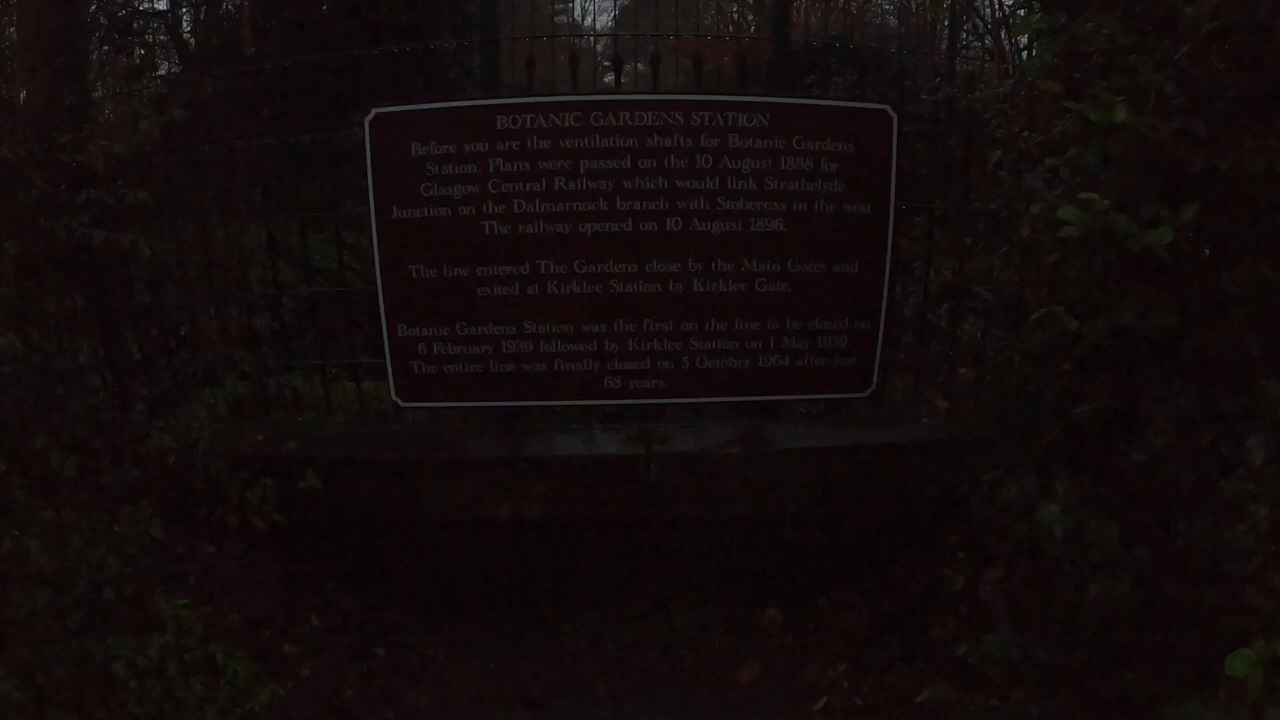 BOTANIC GARDENS STATION
Before you are the ventilation shafts for Botanic Gardens
Station. Plans were passed on the 10 August 1888 for
Glasgow Central Railway which would link Strathclyde
Junction on the Dalmarnock branch with Stobcross in the west.
The railway opened on 10 August 1896.
The line entered The Gardens close by the Main Gates and
exited at Kirklee Station by Kirklee Gate.
Botanic Gardens Station was the first on the line to be closed on
6 February 1939 followed by Kirklee Station on 1 May 1939.
The entire line was finally closed on 5 October 1964 after just
68 years.